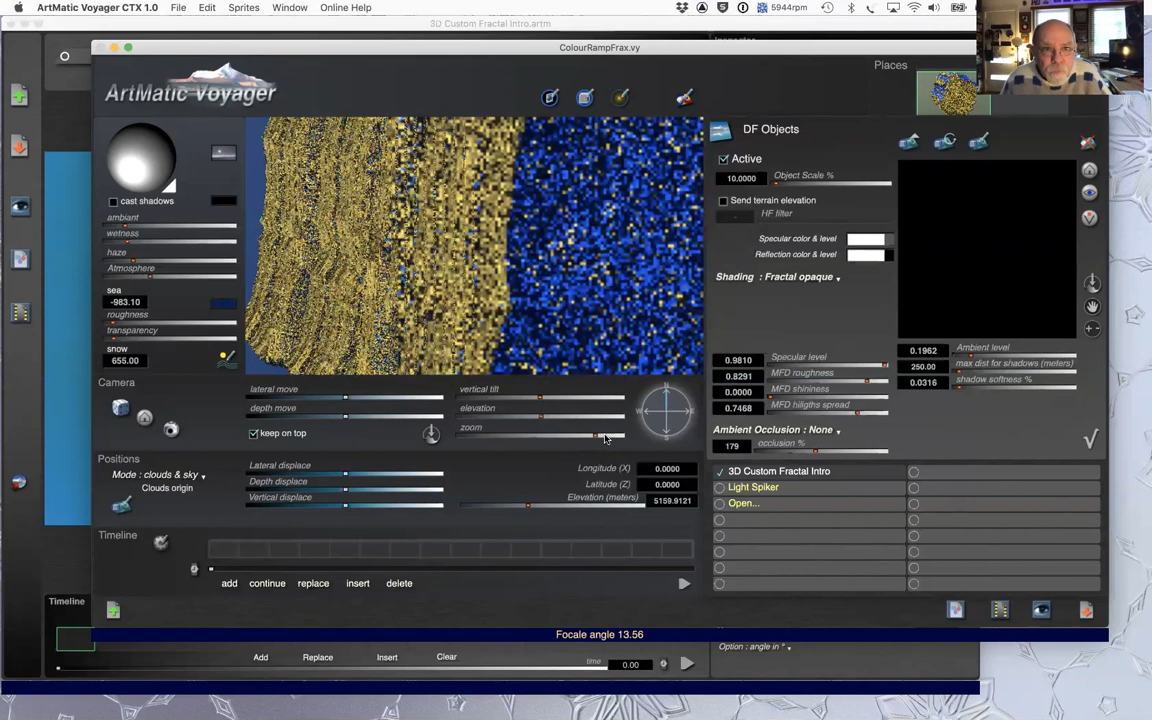 ArtMatic Voyager CTX 1.0 File Edit Sprites Window Online Help
5944rpm
3D Custom Fractal Intro.artm
ColourRampFrax.vy
ArtMatic Voyager
Places
cast shadows
ambiant
wetness
haze
Atmosphere
sea
-983.10
roughness
transparency
snow
655.00
DF Objects
Active
10.0000 Object Scale %
Send terrain elevation
- HF filter
Specular color & level
Reflection color & level
Shading : Fractal opaque
0.9810 Specular level
0.8291 MFD roughness
0.0000 MFD shininess
0.7468 MFD hiligths spread
0.1962 Ambient level
250.00 max dist for shadows (meters)
0.0316 shadow softness %
Ambient Occlusion : None
179 occlusion %
3D Custom Fractal Intro
Light Spiker
Open...
Camera
lateral move
depth move
keep on top
vertical tilt
elevation
zoom
N
W E
S
Positions
Mode : clouds & sky
Clouds origin
Lateral displace
Depth displace
Vertical displace
Longitude (X) 0.0000
Latitude (Z) 0.0000
Elevation (meters) 5159.9121
Timeline
add continue replace insert delete
Focale angle 13.56
Timeline
Add Replace Insert Clear
time 0.00
Option : angle in °